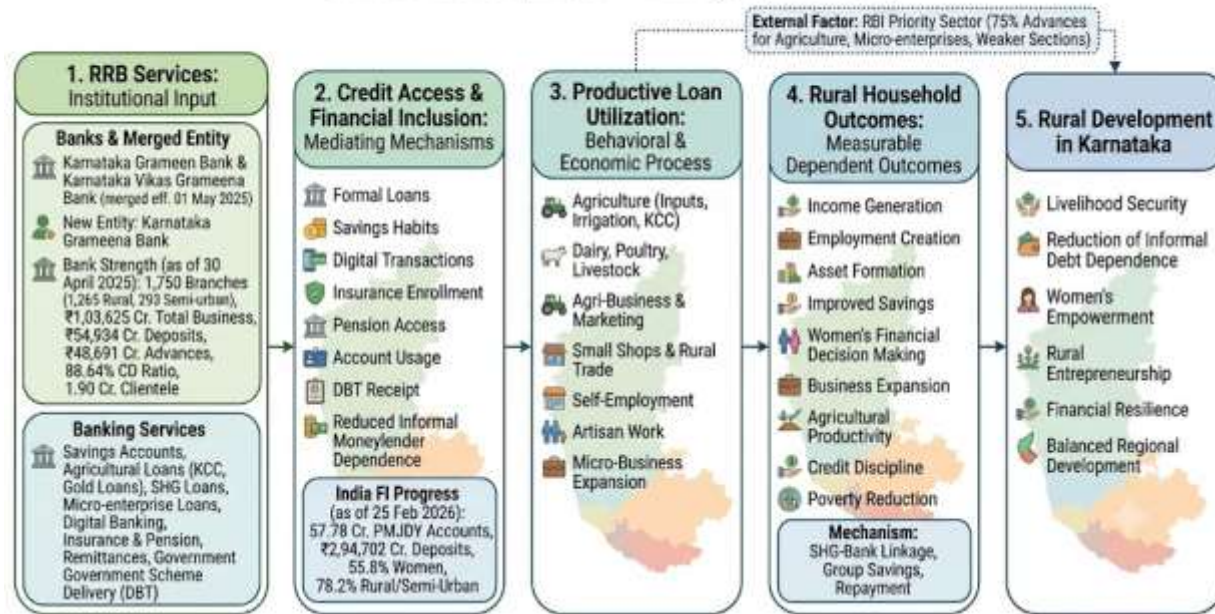 External Factor: RBI Priority Sector (75% Advances
for Agriculture, Micro-enterprises, Weaker Sections)
1. RRB Services:
Institutional Input
Banks & Merged Entity
Karnataka Grameen Bank &
Karnataka Vikas Grameena
Bank (merged eff. 01 May 2025)
New Entity: Karnataka
Grameena Bank
Bank Strength (as of 30
April 2025): 1,750 Branches
(1,265 Rural, 293 Semi-urban),
₹1,03,625 Cr. Total Business,
₹54,934 Cr. Deposits,
₹48,691 Cr. Advances,
88.64% CD Ratio,
1.90 Cr. Clientele
Banking Services
Savings Accounts,
Agricultural Loans (KCC,
Gold Loans), SHG Loans,
Micro-enterprise Loans,
Digital Banking,
Insurance & Pension,
Remittances, Government
Government Scheme
Delivery (DBT)
2. Credit Access &
Financial Inclusion:
Mediating Mechanisms
Formal Loans
Savings Habits
Digital Transactions
Insurance Enrollment
Pension Access
Account Usage
DBT Receipt
Reduced Informal
Moneylender
Dependence
India FI Progress
(as of 25 Feb 2026):
57.78 Cr. PMJDY Accounts,
₹2,94,702 Cr. Deposits,
55.8% Women,
78.2% Rural/Semi-Urban
3. Productive Loan
Utilization:
Behavioral &
Economic Process
Agriculture (Inputs,
Irrigation, KCC)
Dairy, Poultry,
Livestock
Agri-Business &
Marketing
Small Shops & Rural
Trade
Self-Employment
Artisan Work
Micro-Business
Expansion
4. Rural Household
Outcomes:
Measurable
Dependent Outcomes
Income Generation
Employment Creation
Asset Formation
Improved Savings
Women's Financial
Decision Making
Business Expansion
Agricultural
Productivity
Credit Discipline
Poverty Reduction
Mechanism:
SHG-Bank Linkage,
Group Savings,
Repayment
5. Rural Development
in Karnataka
Livelihood Security
Reduction of Informal
Debt Dependence
Women's
Empowerment
Rural
Entrepreneurship
Financial Resilience
Balanced Regional
Development